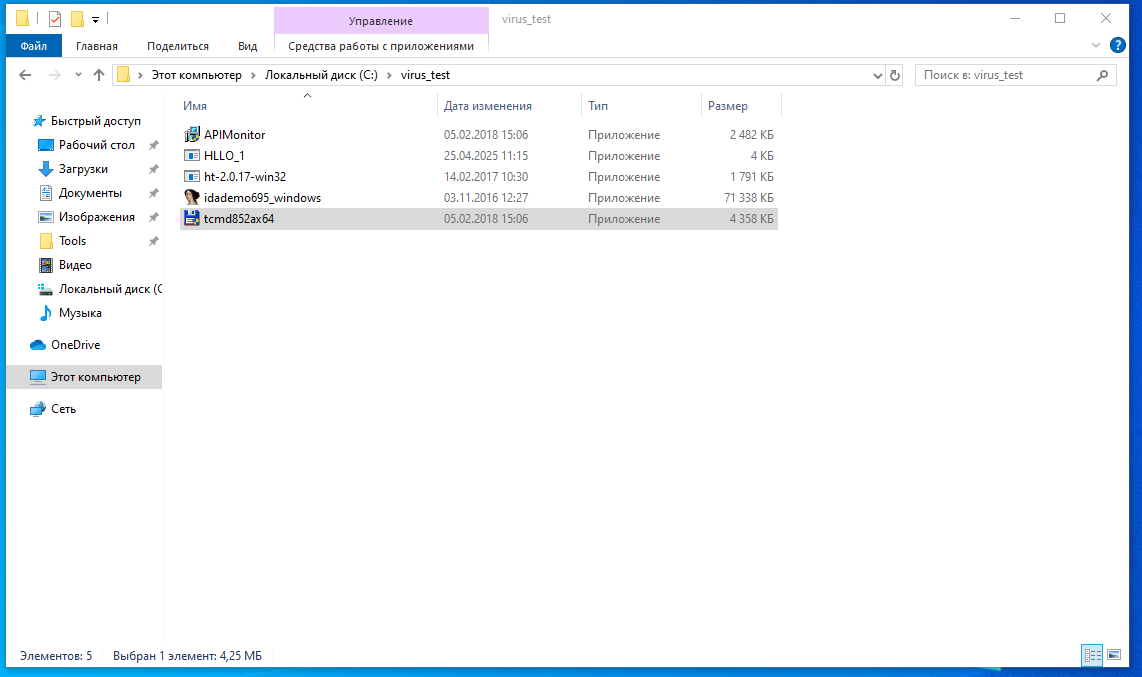 Управление
virus_test
Файл
Главная
Поделиться
Вид
Средства работы с приложениями
?
Этот компьютер > Локальный диск (C:) > virus_test
Поиск в: virus_test
Имя Дата изменения Тип Размер
Быстрый доступ
Рабочий стол
Загрузки
Документы
Изображения
Tools
Видео
Локальный диск (C
Музыка
OneDrive
Этот компьютер
Сеть
APIMonitor 05.02.2018 15:06 Приложение 2 482 КБ
HLLO_1 25.04.2025 11:15 Приложение 4 КБ
ht-2.0.17-win32 14.02.2017 10:30 Приложение 1 791 КБ
idademo695_windows 03.11.2016 12:27 Приложение 71 338 КБ
tcmd852ax64 05.02.2018 15:06 Приложение 4 358 КБ
Элементов: 5
Выбран 1 элемент: 4,25 МБ